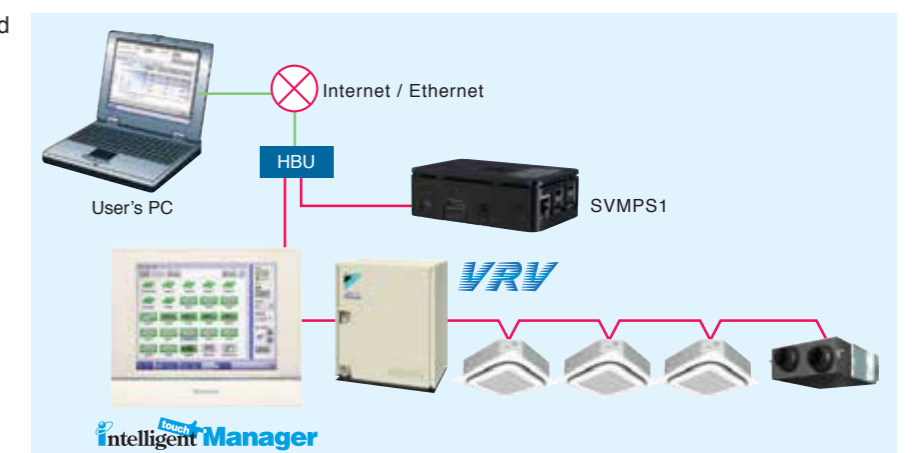 d
Internet / Ethernet
HBU
User's PC
SVMPS1
VRV
intelligent touch Manager